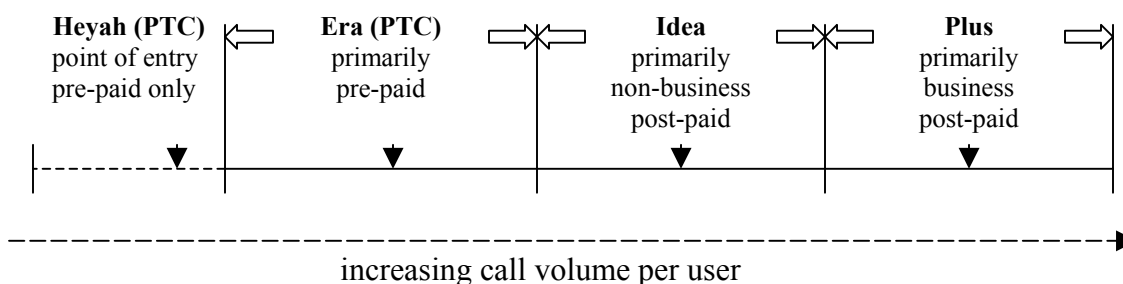 Heyah (PTC)
point of entry
pre-paid only
Era (PTC)
primarily
pre-paid
Idea
primarily
non-business
post-paid
Plus
primarily
business
post-paid
increasing call volume per user